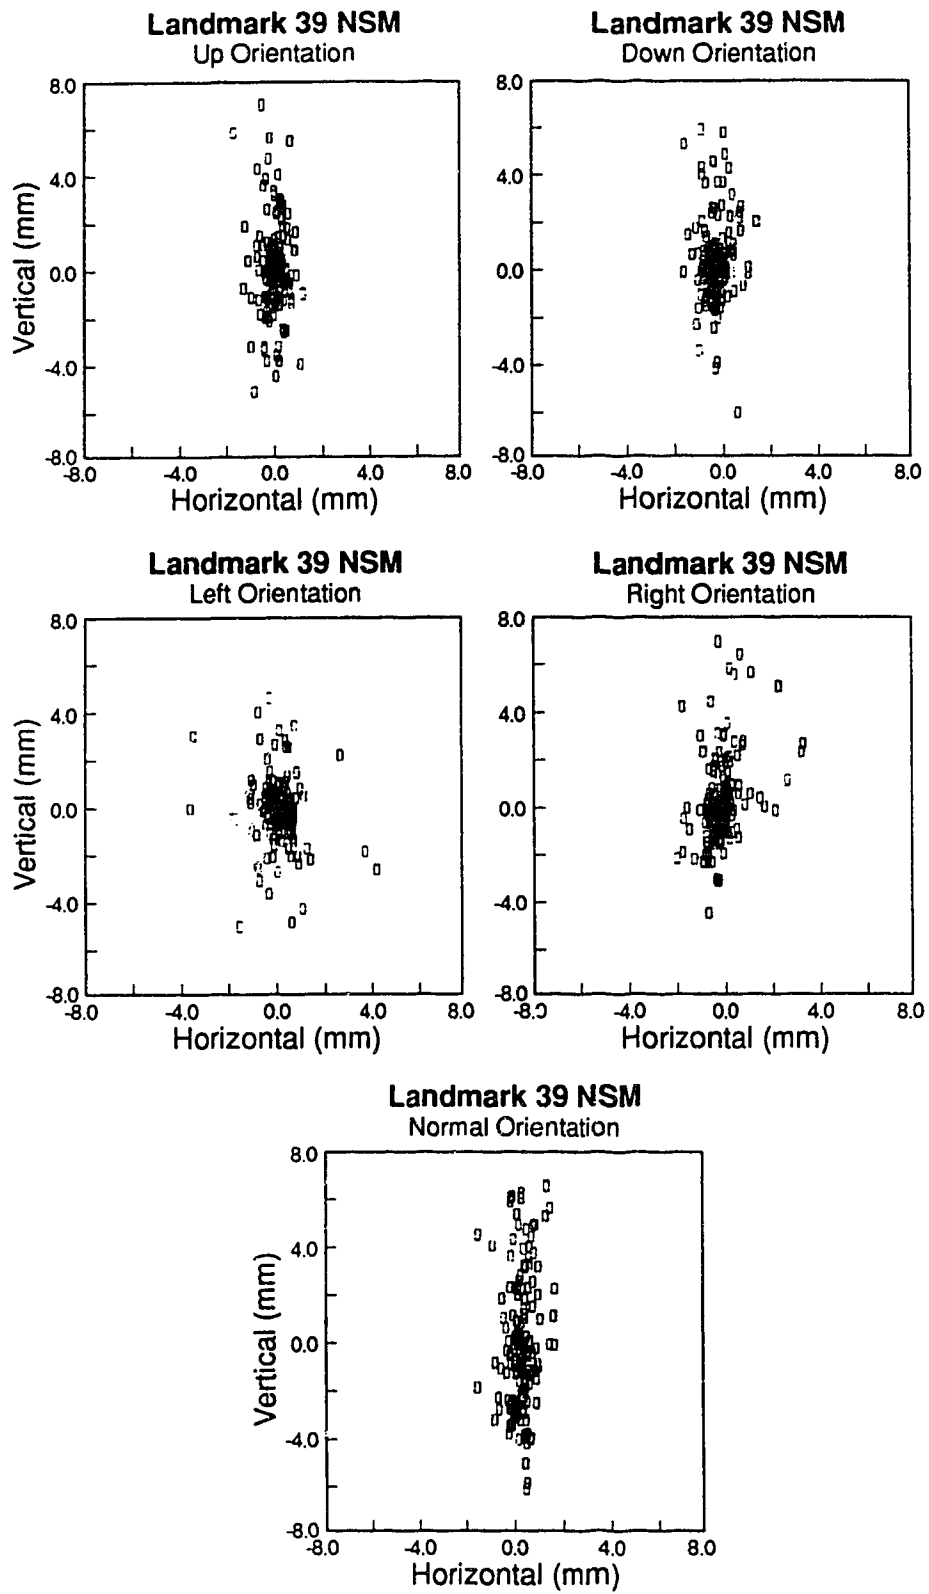 Landmark 39 NSM
Up Orientation
8.0
4.0
0.0
-4.0
-8.0
Vertical (mm)
-8.0 -4.0 0.0 4.0 8.0
Horizontal (mm)
Landmark 39 NSM
Down Orientation
8.0
4.0
0.0
-4.0
-8.0
-8.0 -4.0 0.0 4.0 8.0
Horizontal (mm)
Landmark 39 NSM
Left Orientation
8.0
4.0
0.0
-4.0
-8.0
Vertical (mm)
-8.0 -4.0 0.0 4.0 8.0
Horizontal (mm)
Landmark 39 NSM
Right Orientation
8.0
4.0
0.0
-4.0
-8.0
-8.0 -4.0 0.0 4.0 8.0
Horizontal (mm)
Landmark 39 NSM
Normal Orientation
8.0
4.0
0.0
-4.0
-8.0
Vertical (mm)
-8.0 -4.0 0.0 4.0 8.0
Horizontal (mm)